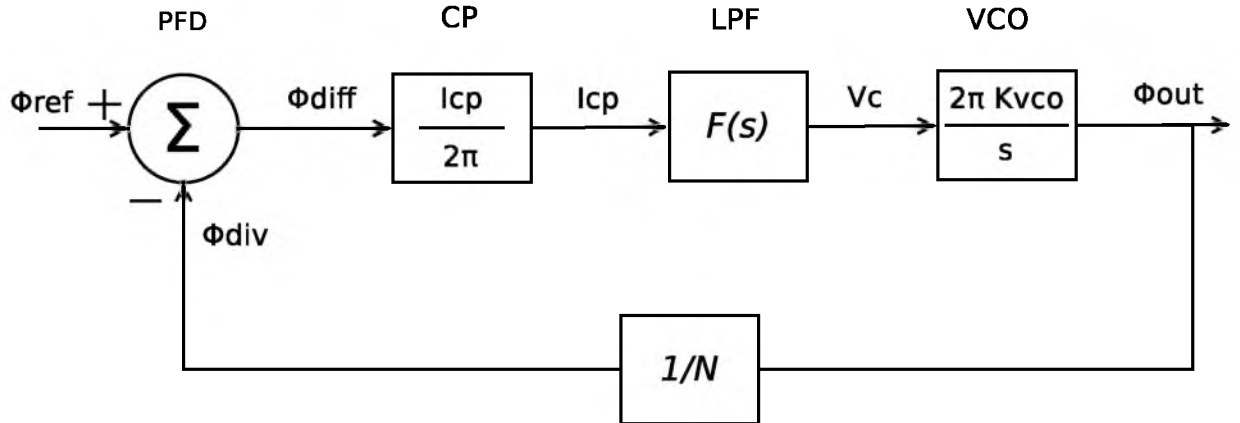 PFD
CP
LPF
VCO
Φref +
Σ
Φdiff
Icp
2π
Icp
F(s)
Vc
2π Kvco
s
Φout
—
Φdiv
1/N